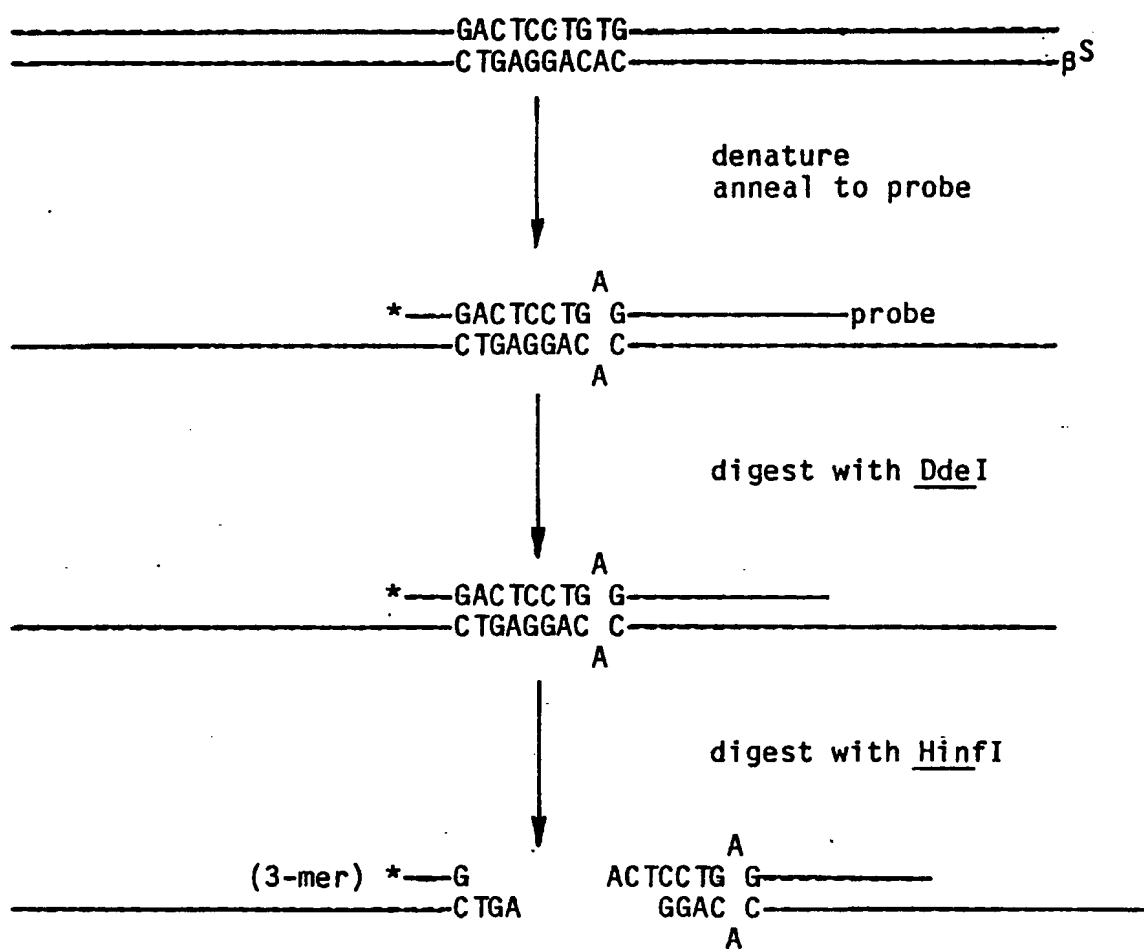 GACTCCTGTG
CTGAGGACAC
βS
denature
anneal to probe
A
*—GACTCCTG G—probe
CTGAGGAC C
A
digest with DdeI
A
*—GACTCCTG G
CTGAGGAC C
A
digest with HinfI
A
(3-mer) *—G ACTCCTG G
CTGA GGAC C
A